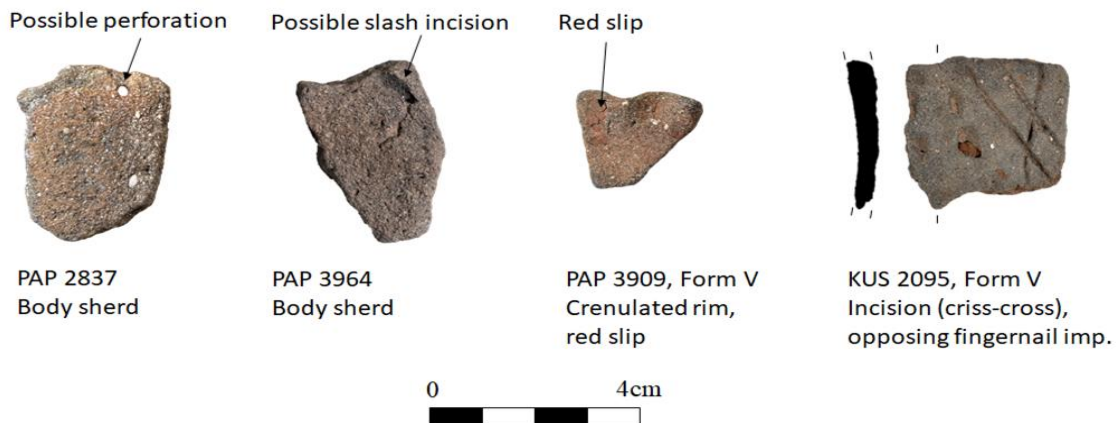 Possible perforation
Possible slash incision
Red slip
PAP 2837
Body sherd
PAP 3964
Body sherd
PAP 3909, Form V
Crenulated rim,
red slip
KUS 2095, Form V
Incision (criss-cross),
opposing fingernail imp.
0 4cm